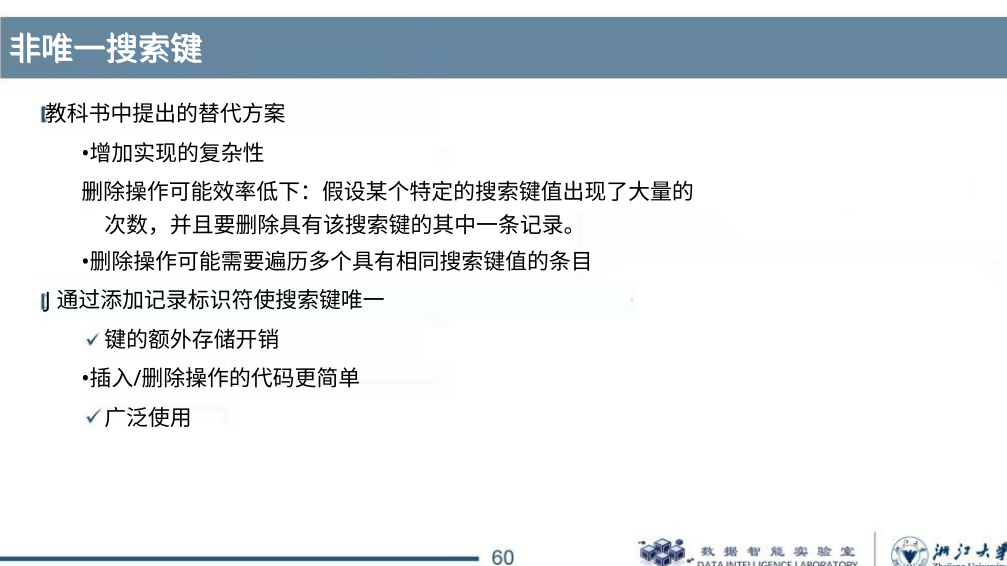 非唯一搜索键
教科书中提出的替代方案
•增加实现的复杂性
删除操作可能效率低下：假设某个特定的搜索键值出现了大量的
次数，并且要删除具有该搜索键的其中一条记录。
•删除操作可能需要遍历多个具有相同搜索键值的条目
通过添加记录标识符使搜索键唯一
✓键的额外存储开销
•插入/删除操作的代码更简单
✓广泛使用
60
数据智能实验室
DATA INTELLIGENCE LABORATORY
浙江大学
Zhejiang University